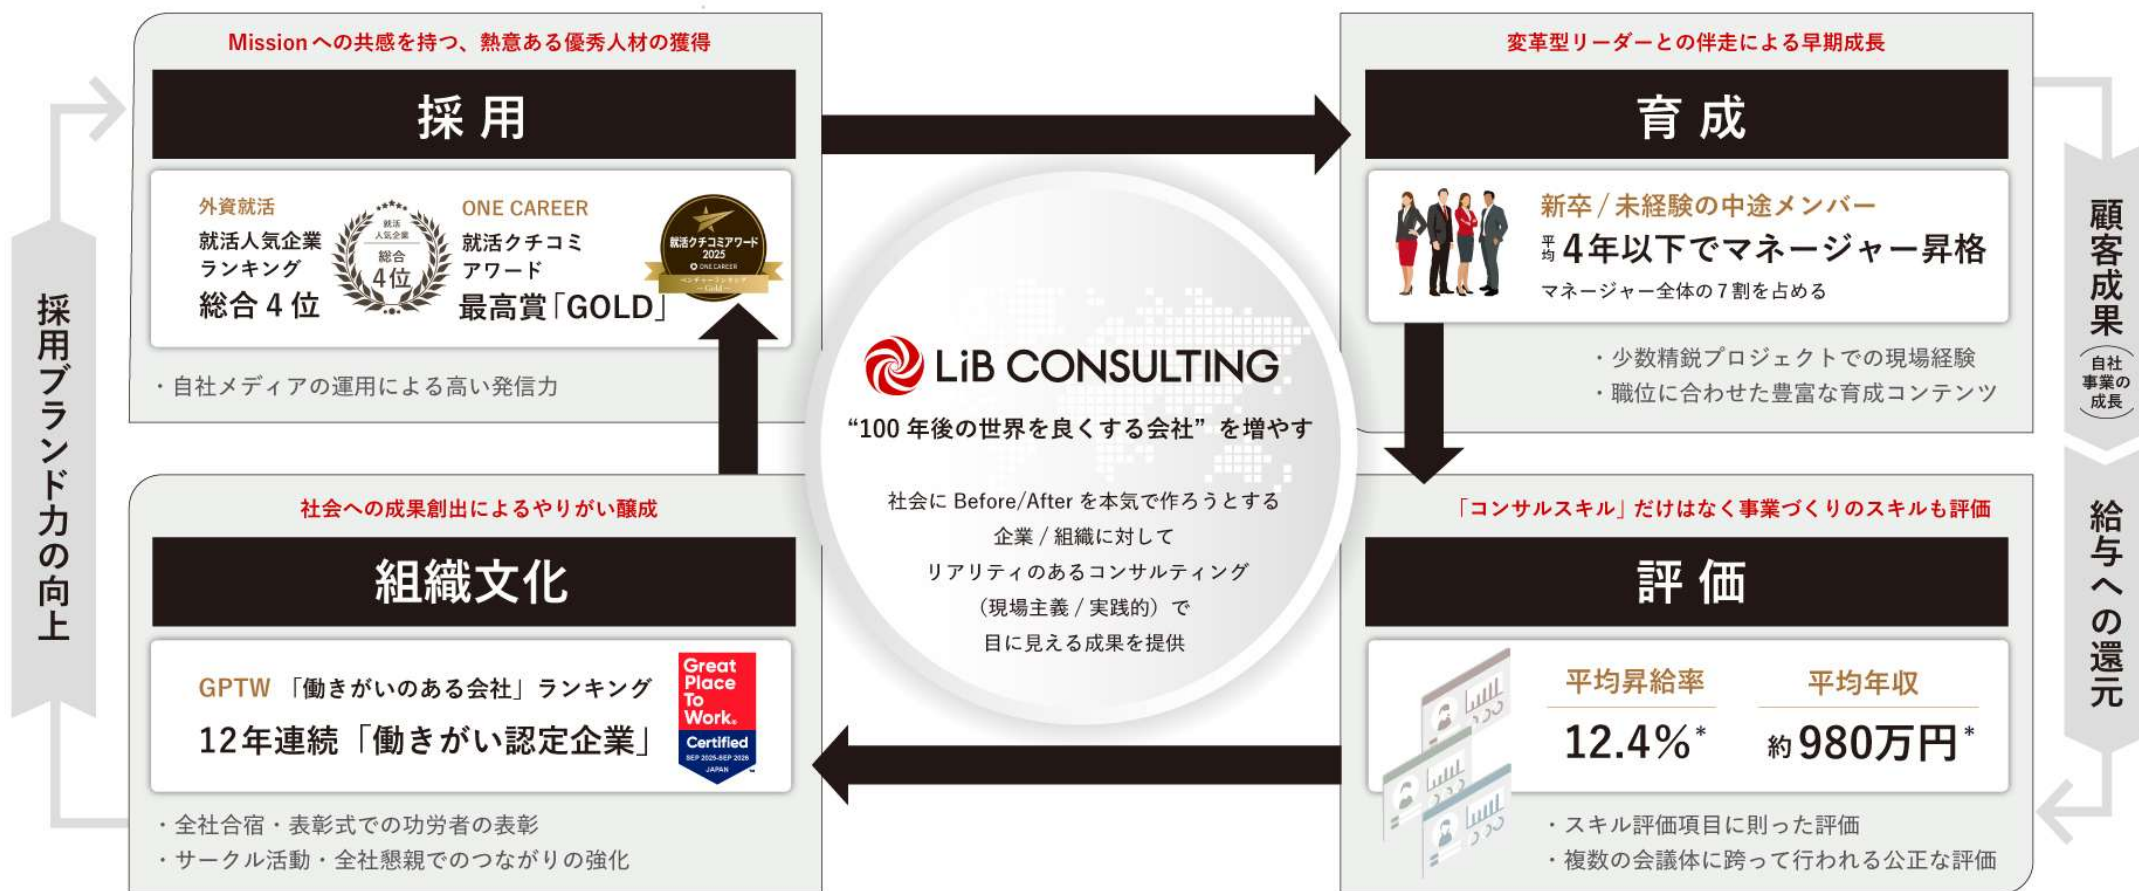 Missionへの共感を持つ、熱意ある優秀人材の獲得
採用
外資就活
就活人気企業
ランキング
総合4位
就活
人気企業
総合
4位
ONE CAREER
就活クチコミ
アワード
最高賞「GOLD」
就活クチコミアワード
2025
ONE CAREER
ーGoldー
・自社メディアの運用による高い発信力
変革型リーダーとの伴走による早期成長
育成
新卒/未経験の中途メンバー
平均4年以下でマネージャー昇格
マネージャー全体の7割を占める
・少数精鋭プロジェクトでの現場経験
・職位に合わせた豊富な育成コンテンツ
LiB CONSULTING
“100年後の世界を良くする会社”を増やす
社会にBefore/Afterを本気で作ろうとする
企業/組織に対して
リアリティのあるコンサルティング
（現場主義/実践的）で
目に見える成果を提供
社会への成果創出によるやりがい醸成
組織文化
GPTW 「働きがいのある会社」ランキング
12年連続「働きがい認定企業」
Great
Place
To
Work.
Certified
SEP 2025-SEP 2026
JAPAN
TM
・全社合宿・表彰式での功労者の表彰
・サークル活動・全社懇親でのつながりの強化
「コンサルスキル」だけはなく事業づくりのスキルも評価
評価
平均昇給率
12.4%*
平均年収
約980万円*
・スキル評価項目に則った評価
・複数の会議体に跨って行われる公正な評価
採用ブランド力の向上
顧客成果
（自社
事業の
成長）
給与への還元